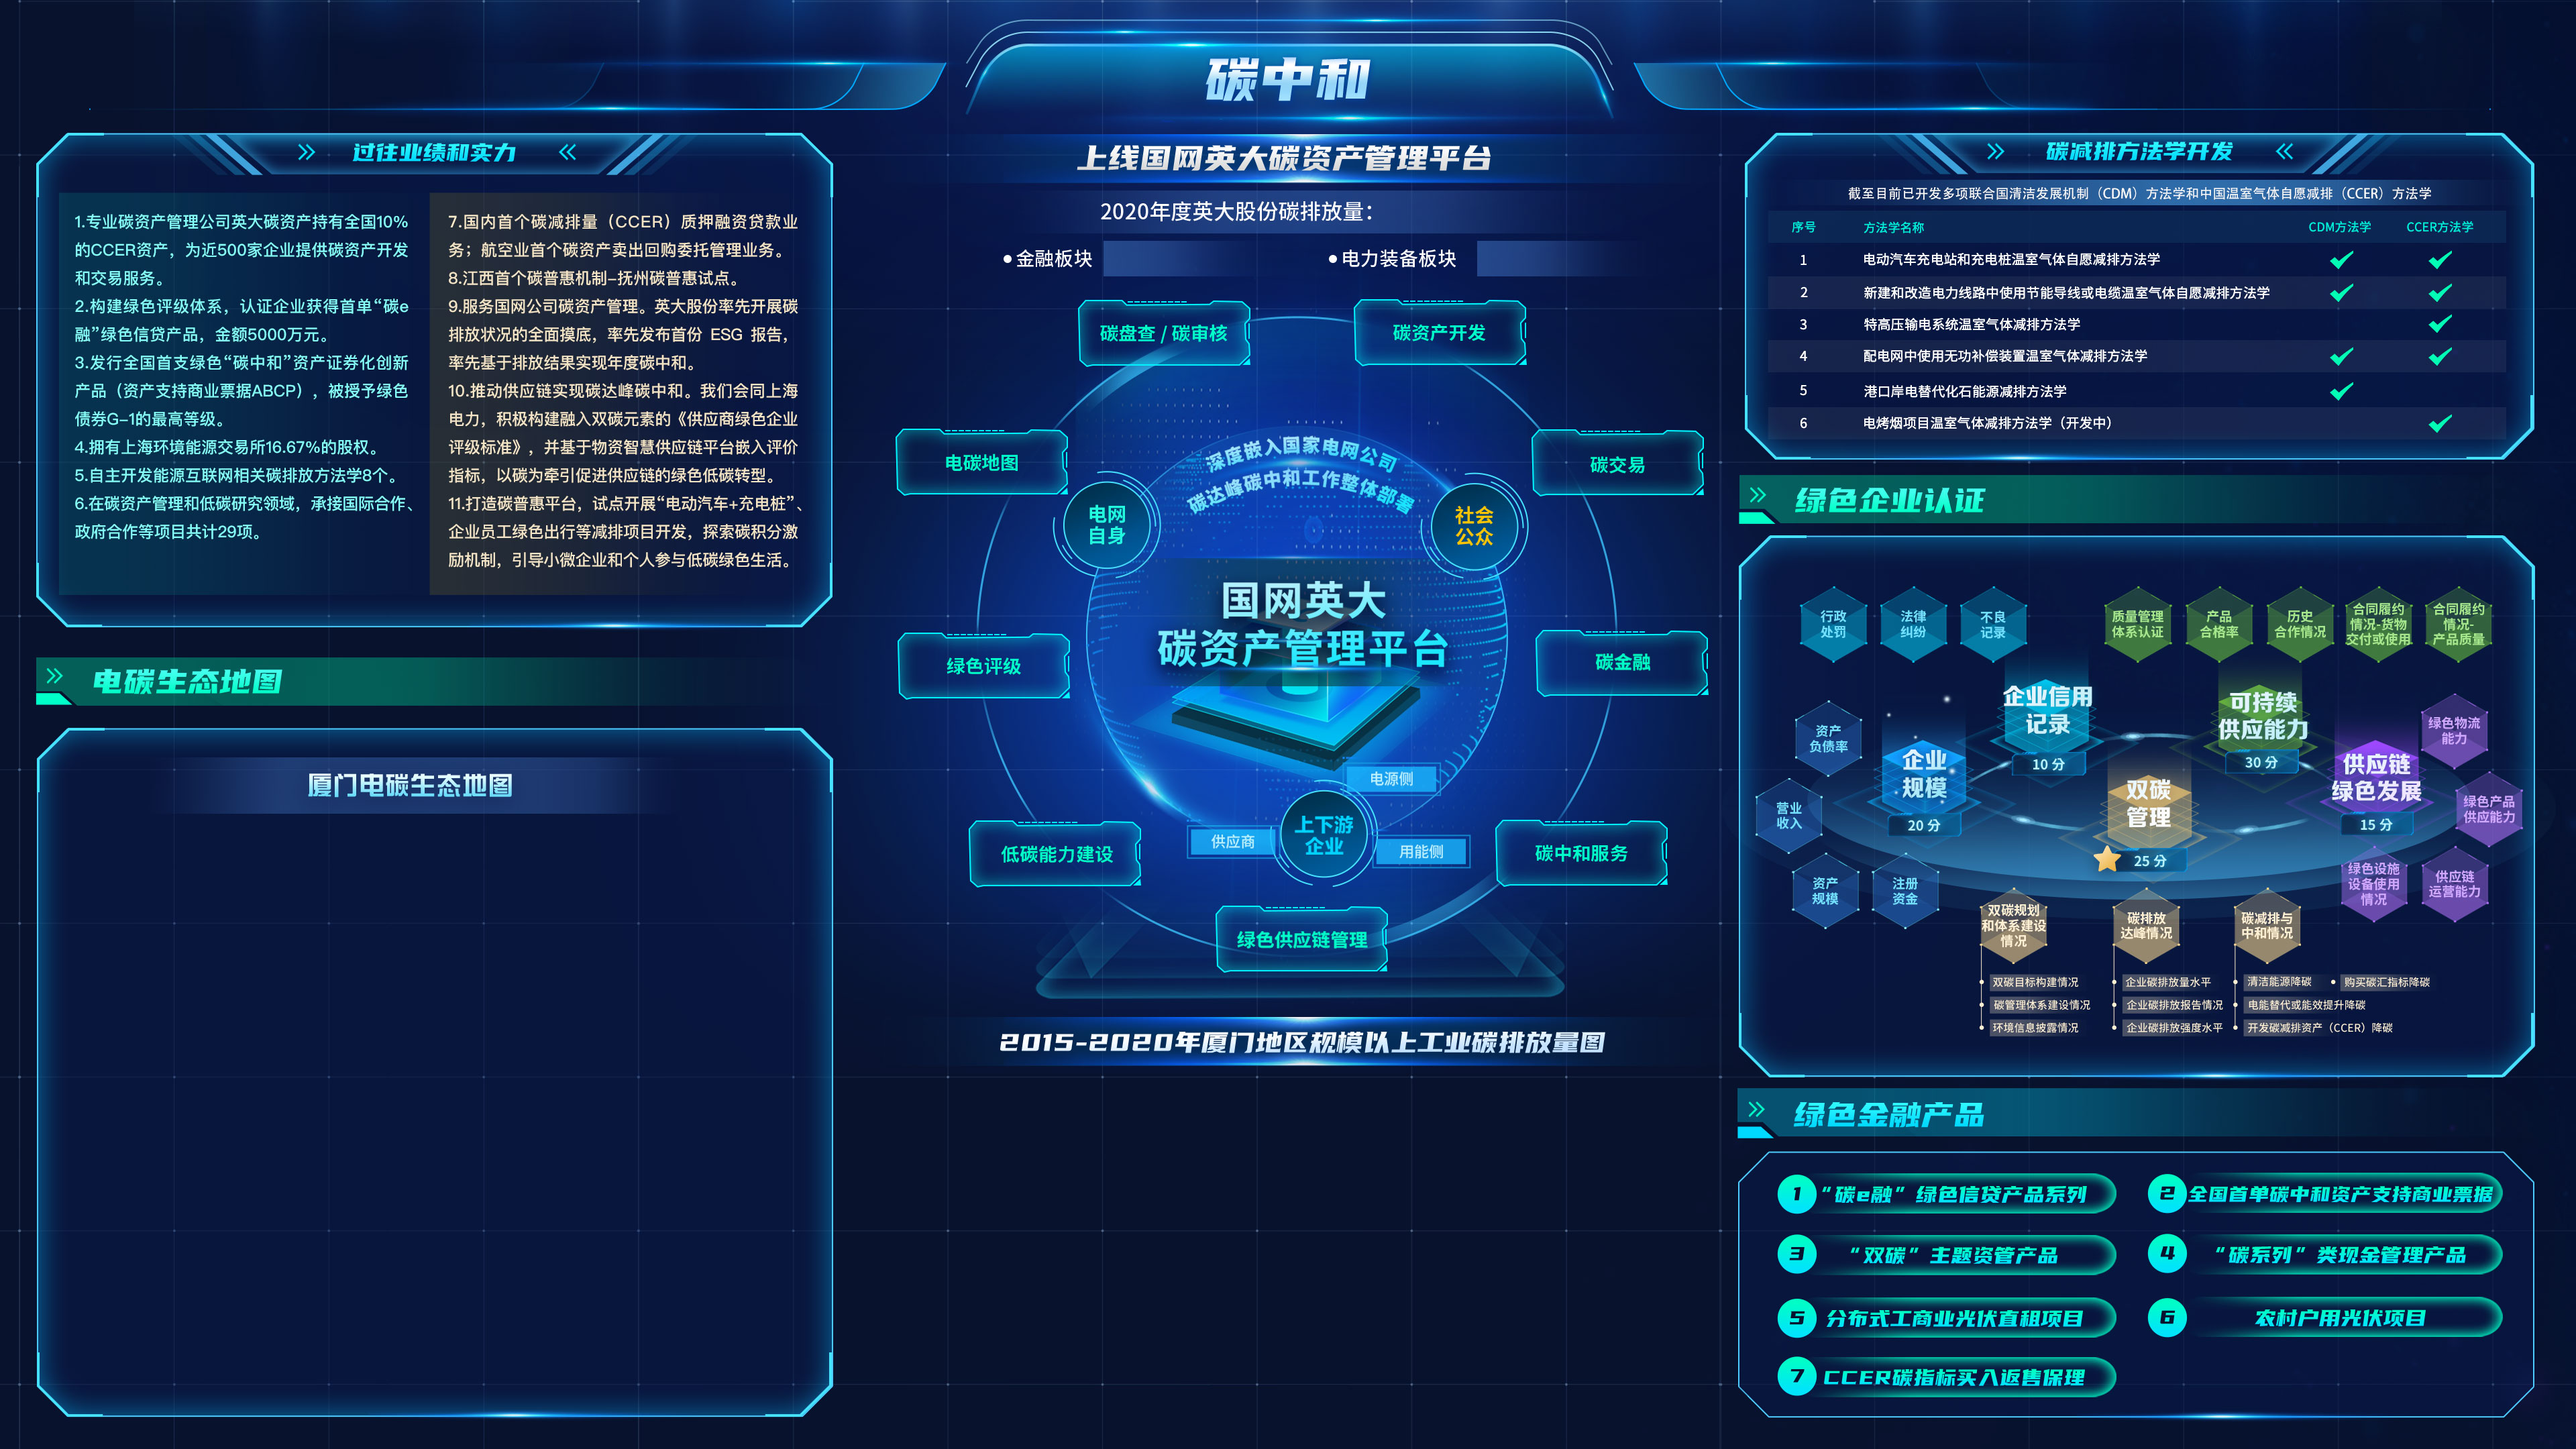 碳中和
过往业绩和实力
1.专业碳资产管理公司英大碳资产持有全国10%
的CCER资产，为近500家企业提供碳资产开发
和交易服务。
2.构建绿色评级体系，认证企业获得首单“碳e
融”绿色信贷产品，金额5000万元。
3.发行全国首支绿色“碳中和”资产证券化创新
产品（资产支持商业票据ABCP），被授予绿色
债券G-1的最高等级。
4.拥有上海环境能源交易所16.67%的股权。
5.自主开发能源互联网相关碳排放方法学8个。
6.在碳资产管理和低碳研究领域，承接国际合作、
政府合作等项目共计29项。
7.国内首个碳减排量（CCER）质押融资贷款业
务；航空业首个碳资产卖出回购委托管理业务。
8.江西首个碳普惠机制-抚州碳普惠试点。
9.服务国网公司碳资产管理。英大股份率先开展碳
排放状况的全面摸底，率先发布首份 ESG 报告，
率先基于排放结果实现年度碳中和。
10.推动供应链实现碳达峰碳中和。我们会同上海
电力，积极构建融入双碳元素的《供应商绿色企业
评级标准》，并基于物资智慧供应链平台嵌入评价
指标，以碳为牵引促进供应链的绿色低碳转型。
11.打造碳普惠平台，试点开展“电动汽车+充电桩”、
企业员工绿色出行等减排项目开发，探索碳积分激
励机制，引导小微企业和个人参与低碳绿色生活。
电碳生态地图
厦门电碳生态地图
上线国网英大碳资产管理平台
2020年度英大股份碳排放量：
●金融板块
●电力装备板块
碳盘查 / 碳审核
碳资产开发
电碳地图
碳交易
深度嵌入国家电网公司
碳达峰碳中和工作整体部署
电网
自身
社会
公众
国网英大
碳资产管理平台
绿色评级
碳金融
电源侧
供应商
上下游
企业
用能侧
低碳能力建设
碳中和服务
绿色供应链管理
2015-2020年厦门地区规模以上工业碳排放量图
碳减排方法学开发
截至目前已开发多项联合国清洁发展机制（CDM）方法学和中国温室气体自愿减排（CCER）方法学
序号 方法学名称 CDM方法学 CCER方法学
1 电动汽车充电站和充电桩温室气体自愿减排方法学 ✔ ✔
2 新建和改造电力线路中使用节能导线或电缆温室气体自愿减排方法学 ✔ ✔
3 特高压输电系统温室气体减排方法学 ✔
4 配电网中使用无功补偿装置温室气体减排方法学 ✔ ✔
5 港口岸电替代化石能源减排方法学 ✔
6 电烤烟项目温室气体减排方法学（开发中） ✔
绿色企业认证
行政
处罚
法律
纠纷
不良
记录
质量管理
体系认证
产品
合格率
历史
合作情况
合同履约
情况-货物
交付或使用
合同履约
情况-
产品质量
企业信用
记录
10 分
可持续
供应能力
30 分
资产
负债率
企业
规模
20 分
双碳
管理
25 分
供应链
绿色发展
15 分
绿色物流
能力
营业
收入
绿色产品
供应能力
资产
规模
注册
资金
绿色设施
设备使用
情况
供应链
运营能力
双碳规划
和体系建设
情况
碳排放
达峰情况
碳减排与
中和情况
双碳目标构建情况
碳管理体系建设情况
环境信息披露情况
企业碳排放量水平
企业碳排放报告情况
企业碳排放强度水平
清洁能源降碳
购买碳汇指标降碳
电能替代或能效提升降碳
开发碳减排资产（CCER）降碳
绿色金融产品
1 “碳e融”绿色信贷产品系列
2 全国首单碳中和资产支持商业票据
3 “双碳”主题资管产品
4 “碳系列”类现金管理产品
5 分布式工商业光伏直租项目
6 农村户用光伏项目
7 CCER碳指标买入返售保理